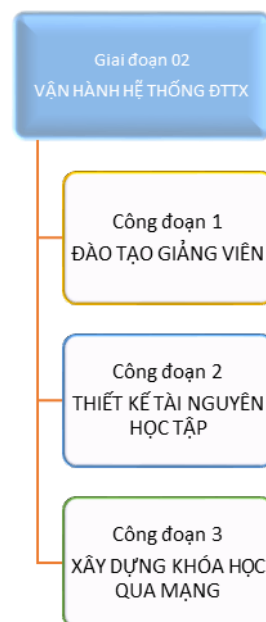 Giai đoạn 02
VẬN HÀNH HỆ THỐNG ĐTTX
Công đoạn 1
ĐÀO TẠO GIẢNG VIÊN
Công đoạn 2
THIẾT KẾ TÀI NGUYÊN
HỌC TẬP
Công đoạn 3
XÂY DỰNG KHÓA HỌC
QUA MẠNG